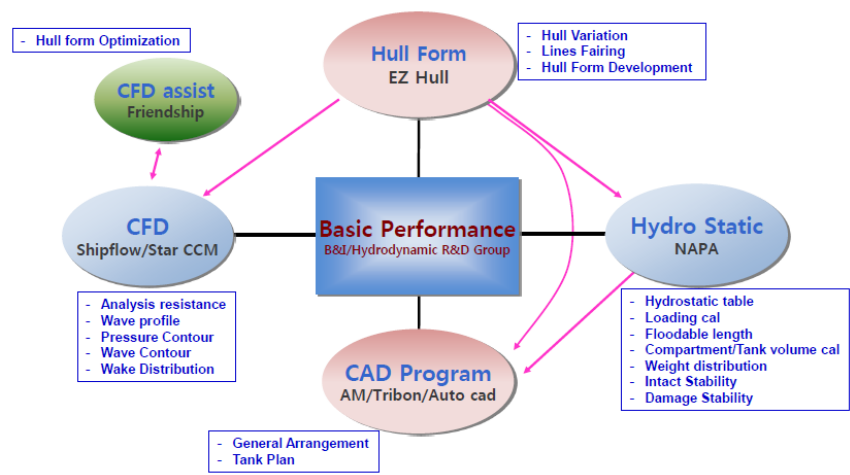 - Hull form Optimization
CFD assist
Friendship
Hull Form
EZ Hull
- Hull Variation
- Lines Fairing
- Hull Form Development
CFD
Shipflow/Star CCM
Basic Performance
B&I/Hydrodynamic R&D Group
Hydro Static
NAPA
- Analysis resistance
- Wave profile
- Pressure Contour
- Wave Contour
- Wake Distribution
- Hydrostatic table
- Loading cal
- Floodable length
- Compartment/Tank volume cal
- Weight distribution
- Intact Stability
- Damage Stability
CAD Program
AM/Tribon/Auto cad
- General Arrangement
- Tank Plan